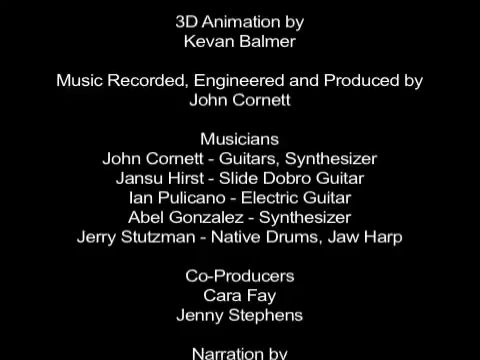 3D Animation by
Kevan Balmer
Music Recorded, Engineered and Produced by
John Cornett
Musicians
John Cornett - Guitars, Synthesizer
Jansu Hirst - Slide Dobro Guitar
Ian Pulicano - Electric Guitar
Abel Gonzalez - Synthesizer
Jerry Stutzman - Native Drums, Jaw Harp
Co-Producers
Cara Fay
Jenny Stephens
Narration by